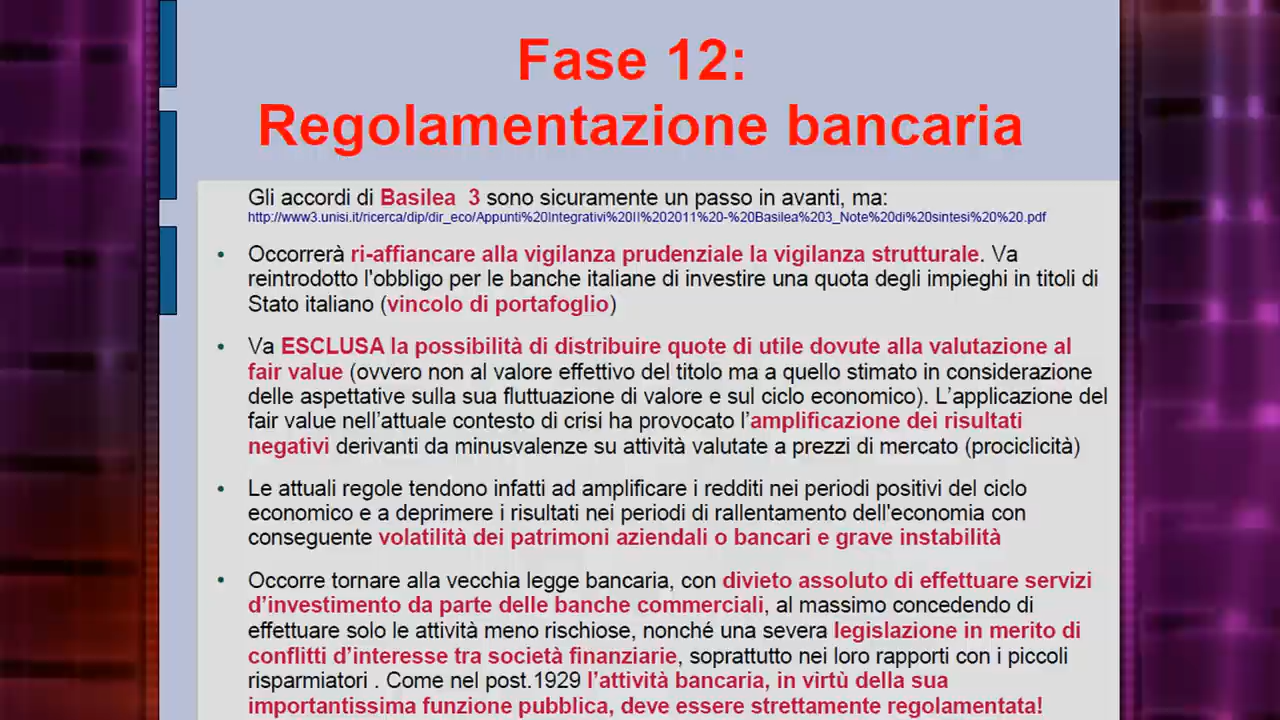 Fase 12:
Regolamentazione bancaria
Gli accordi di Basilea 3 sono sicuramente un passo in avanti, ma:
http://www3.unisi.it/ricerca/dip/dir_eco/Appunti%20Integrativi%20II%202011%20-%20Basilea%203_Note%20di%20sintesi%20%20.pdf
• Occorrerà ri-affiancare alla vigilanza prudenziale la vigilanza strutturale. Va
reintrodotto l'obbligo per le banche italiane di investire una quota degli impieghi in titoli di
Stato italiano (vincolo di portafoglio)
• Va ESCLUSA la possibilità di distribuire quote di utile dovute alla valutazione al
fair value (ovvero non al valore effettivo del titolo ma a quello stimato in considerazione
delle aspettative sulla sua fluttuazione di valore e sul ciclo economico). L’applicazione del
fair value nell’attuale contesto di crisi ha provocato l’amplificazione dei risultati
negativi derivanti da minusvalenze su attività valutate a prezzi di mercato (prociclicità)
• Le attuali regole tendono infatti ad amplificare i redditi nei periodi positivi del ciclo
economico e a deprimere i risultati nei periodi di rallentamento dell'economia con
conseguente volatilità dei patrimoni aziendali o bancari e grave instabilità
• Occorre tornare alla vecchia legge bancaria, con divieto assoluto di effettuare servizi
d’investimento da parte delle banche commerciali, al massimo concedendo di
effettuare solo le attività meno rischiose, nonché una severa legislazione in merito di
conflitti d’interesse tra società finanziarie, soprattutto nei loro rapporti con i piccoli
risparmiatori . Come nel post.1929 l’attività bancaria, in virtù della sua
importantissima funzione pubblica, deve essere strettamente regolamentata!